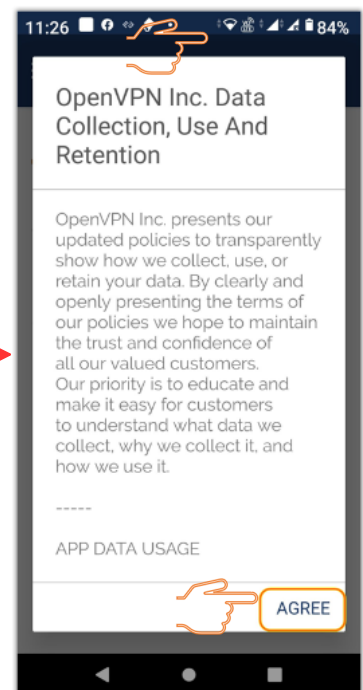 11:26 84%
OpenVPN Inc. Data
Collection, Use And
Retention
OpenVPN Inc. presents our
updated policies to transparently
show how we collect, use, or
retain your data. By clearly and
openly presenting the terms of
our policies we hope to maintain
the trust and confidence of
all our valued customers.
Our priority is to educate and
make it easy for customers
to understand what data we
collect, why we collect it, and
how we use it.
-----
APP DATA USAGE
AGREE